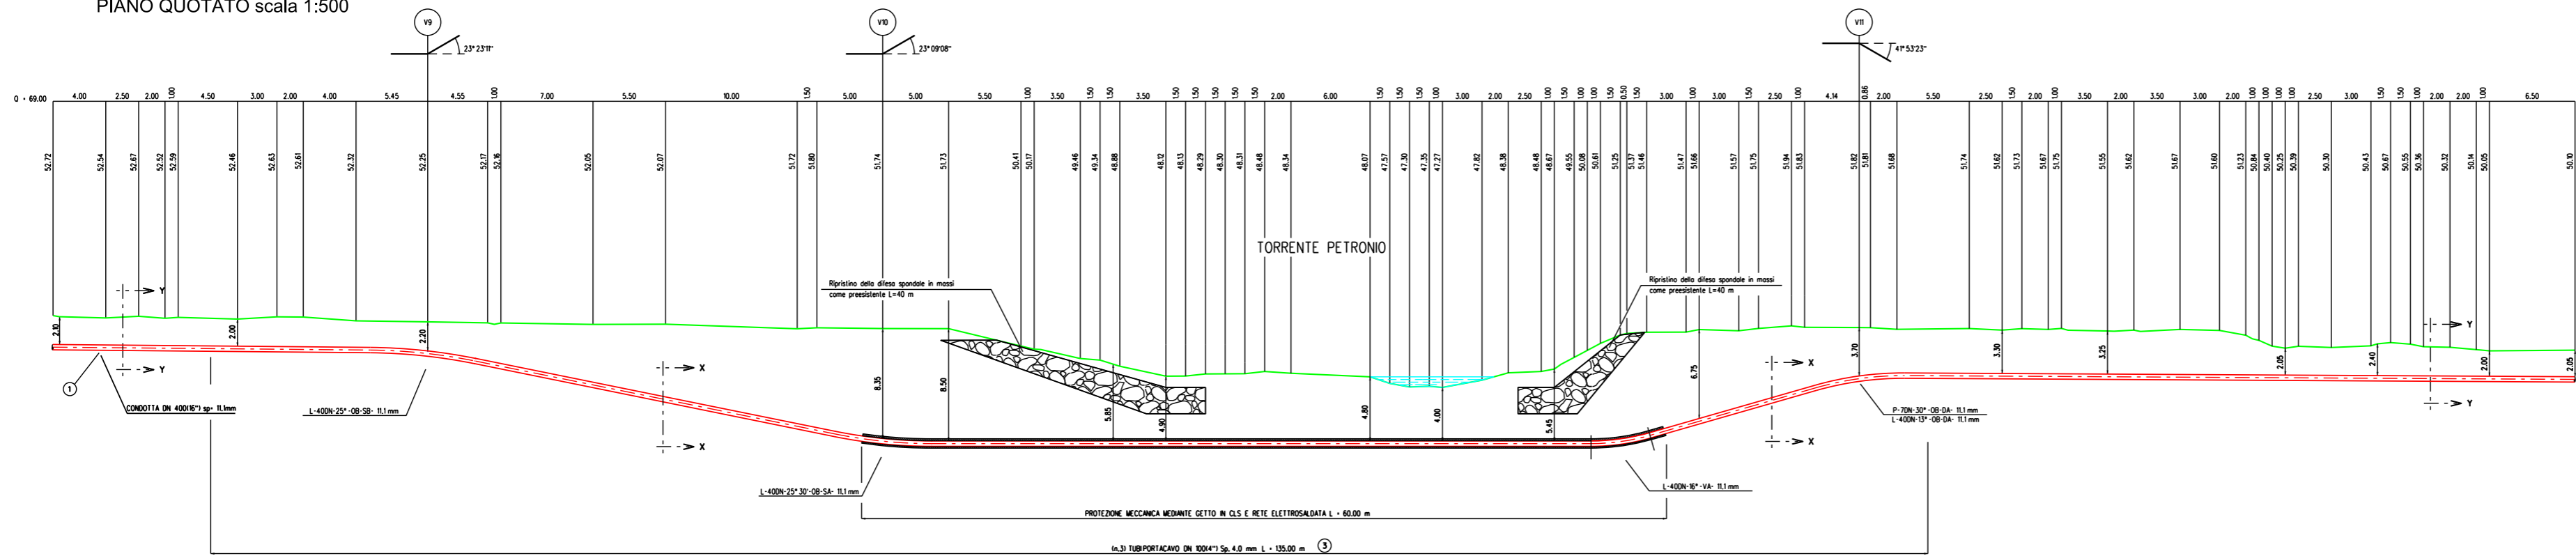 PIANO QUOTATO scala 1:500
V9
V10
V11
23° 23'11"
23° 09'08"
41° 53'23"
Q = 69.00
4.00 2.50 2.00 1.00 4.50 3.00 2.00 4.00 5.45 4.55 1.00 7.00 5.50 10.00 1.50 5.00 5.00 5.50 1.00 3.50 1.50 1.50 3.50 1.50 1.50 1.50 1.50 1.50 2.00 6.00 1.50 1.50 1.50 1.00 3.00 2.00 2.50 1.00 1.50 1.00 1.00 1.50 0.50 1.50 3.00 1.00 3.00 1.50 2.50 1.00 4.14 0.86 2.00 5.50 2.50 1.50 2.00 1.00 3.50 2.00 3.50 3.00 2.00 1.00 1.00 1.00 1.00 2.50 3.00 1.50 1.50 1.00 2.00 2.00 1.00 6.50
52.72 52.54 52.67 52.52 52.59 52.46 52.63 52.61 52.32 52.25 52.17 52.16 52.05 52.07 51.72 51.80 51.74 51.73 50.41 50.17 49.46 49.34 48.88 48.12 48.13 48.29 48.30 48.31 48.48 48.34 48.07 47.57 47.30 47.35 47.27 47.82 48.38 48.48 48.67 49.55 50.08 50.61 51.25 51.37 51.46 51.47 51.66 51.57 51.75 51.94 51.83 51.82 51.81 51.68 51.74 51.62 51.73 51.67 51.75 51.55 51.62 51.67 51.60 51.23 50.84 50.40 50.25 50.39 50.30 50.43 50.67 50.55 50.36 50.32 50.14 50.05 50.10
TORRENTE PETRONIO
Ripristino della difesa spondale in massi
come preesistente L=40 m
Ripristino della difesa spondale in massi
come preesistente L=40 m
Y
Y
Y
Y
X
X
X
X
2.10
2.00
2.20
8.35
8.50
5.85
4.90
4.80
4.00
5.45
6.75
3.70
3.30
3.25
2.05
2.40
2.00
2.05
1
CONDOTTA DN 400(16") sp= 11,1mm
L-40DN-25° -OB-SB- 11,1 mm
P-7DN-30° -OB-DA- 11,1 mm
L-40DN-13° -OB-DA- 11,1 mm
L-40DN-25° 30'-OB-SA- 11,1 mm
L-40DN-16° -VA- 11,1 mm
PROTEZIONE MECCANICA MEDIANTE GETTO IN CLS E RETE ELETTROSALDATA L = 60.00 m
(n.3) TUBI PORTACAVO DN 100(4") Sp. 4.0 mm L = 135.00 m 3